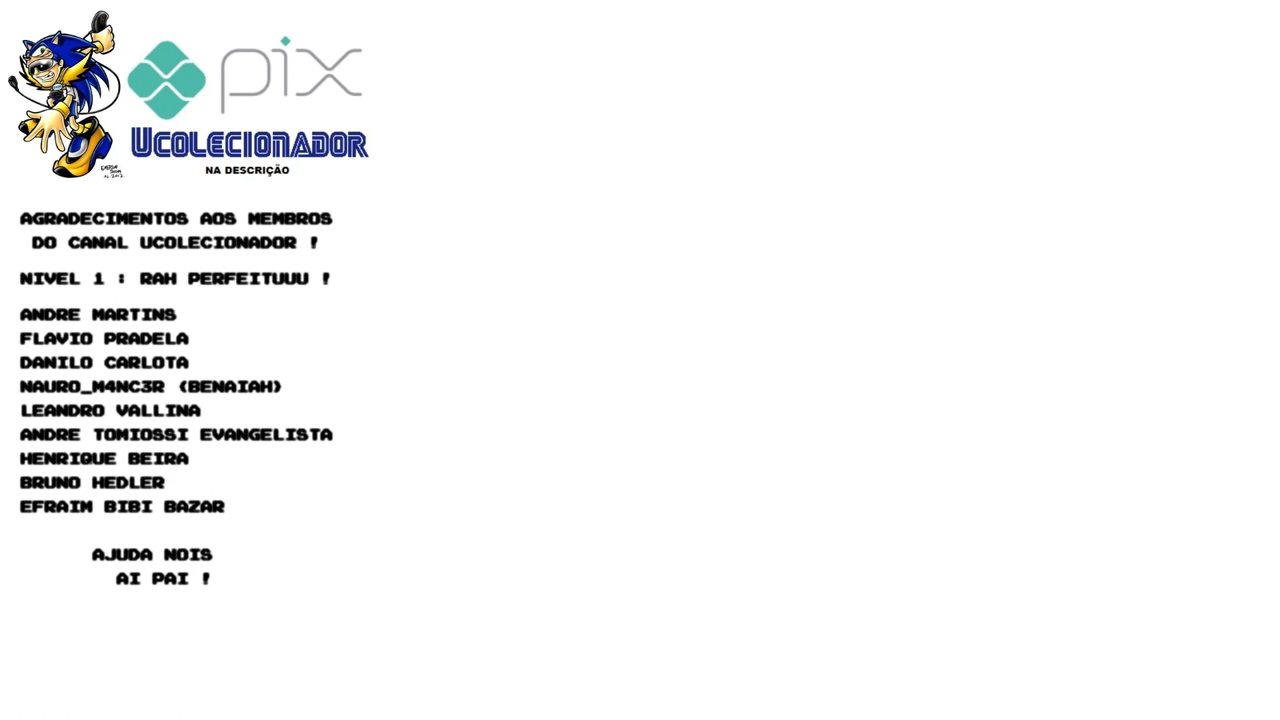 pix
UCOLECIONADOR
NA DESCRIÇÃO
AGRADECIMENTOS AOS MEMBROS
DO CANAL UCOLECIONADOR !
NIVEL 1 : RAH PERFEITUUU !
ANDRE MARTINS
FLAVIO PRADELA
DANILO CARLOTA
NAURO_M4NC3R (BENAIAH)
LEANDRO VALLINA
ANDRE TOMIOSSI EVANGELISTA
HENRIQUE BEIRA
BRUNO HEDLER
EFRAIM BIBI BAZAR
AJUDA NOIS
AI PAI !